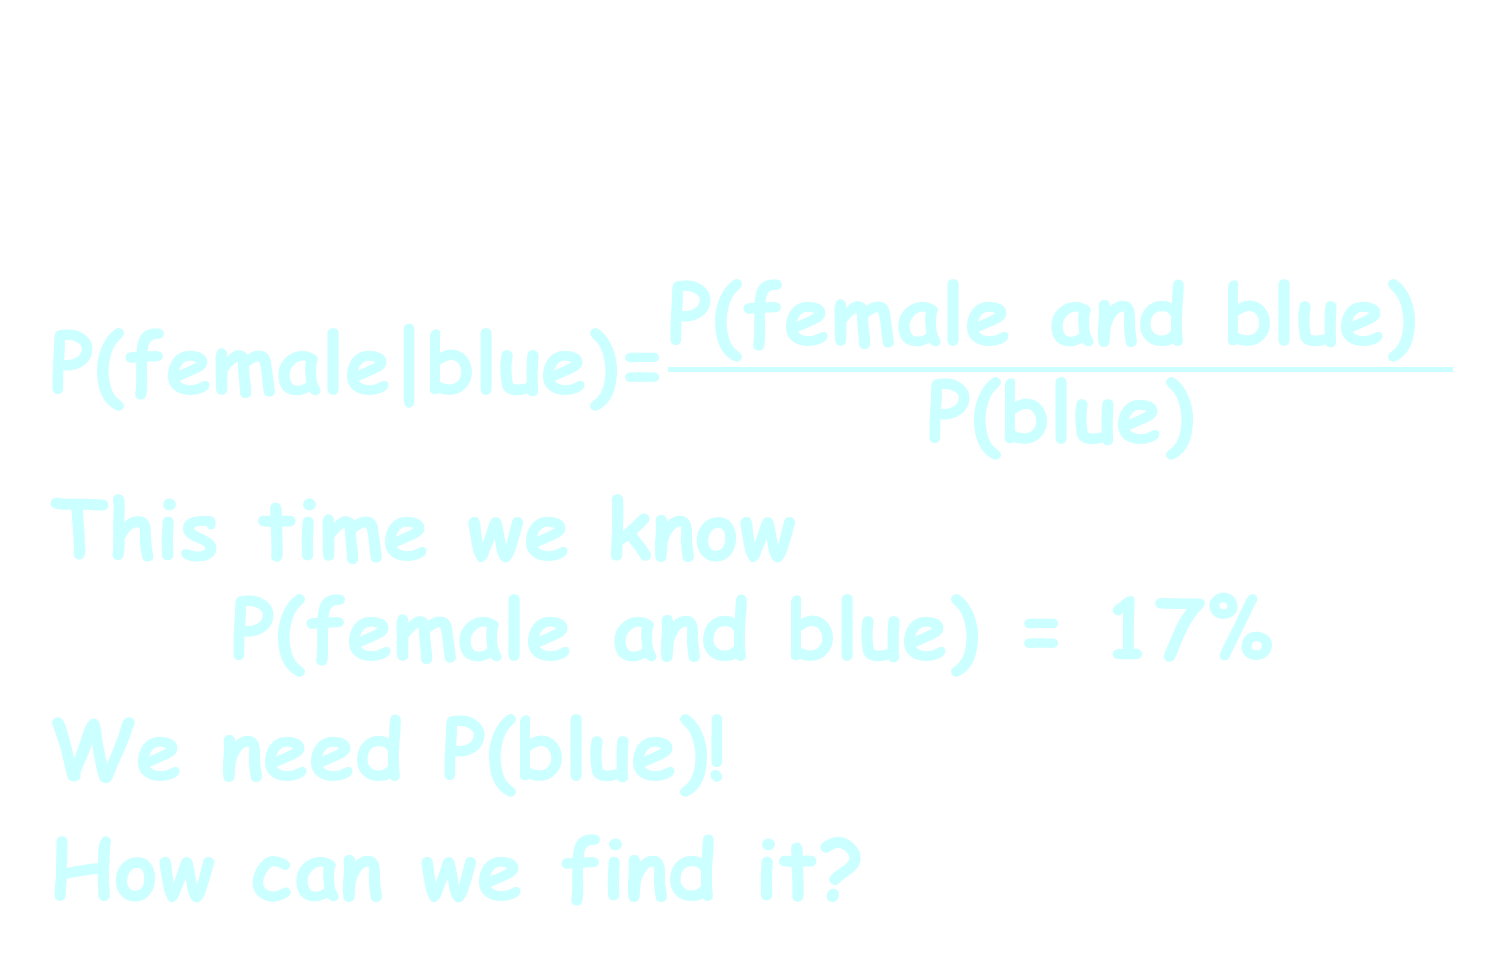 P(female|blue)=P(female and blue)
P(blue)
This time we know
P(female and blue) = 17%
We need P(blue)!
How can we find it?